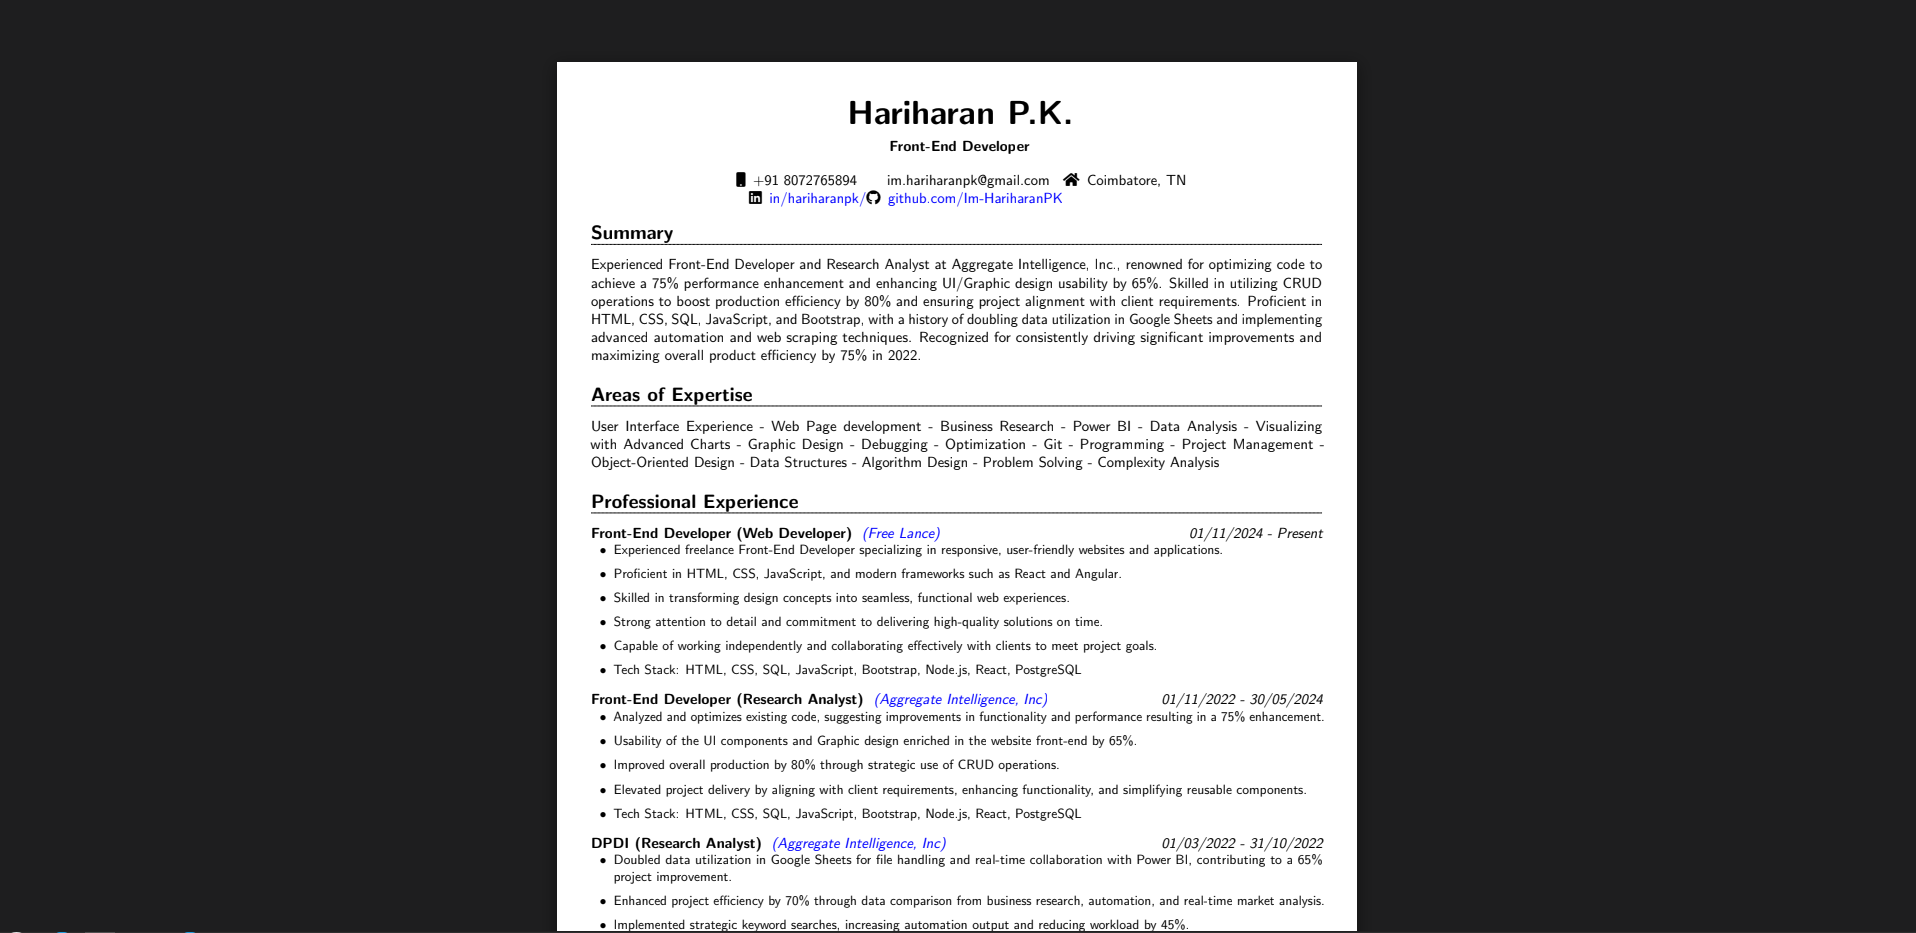 Hariharan P.K.
Front-End Developer
+91 8072765894 im.hariharanpk@gmail.com Coimbatore, TN
in/hariharanpk/ github.com/Im-HariharanPK
Summary
Experienced Front-End Developer and Research Analyst at Aggregate Intelligence, Inc., renowned for optimizing code to
achieve a 75% performance enhancement and enhancing UI/Graphic design usability by 65%. Skilled in utilizing CRUD
operations to boost production efficiency by 80% and ensuring project alignment with client requirements. Proficient in
HTML, CSS, SQL, JavaScript, and Bootstrap, with a history of doubling data utilization in Google Sheets and implementing
advanced automation and web scraping techniques. Recognized for consistently driving significant improvements and
maximizing overall product efficiency by 75% in 2022.
Areas of Expertise
User Interface Experience - Web Page development - Business Research - Power BI - Data Analysis - Visualizing
with Advanced Charts - Graphic Design - Debugging - Optimization - Git - Programming - Project Management -
Object-Oriented Design - Data Structures - Algorithm Design - Problem Solving - Complexity Analysis
Professional Experience
Front-End Developer (Web Developer) (Free Lance) 01/11/2024 - Present
• Experienced freelance Front-End Developer specializing in responsive, user-friendly websites and applications.
• Proficient in HTML, CSS, JavaScript, and modern frameworks such as React and Angular.
• Skilled in transforming design concepts into seamless, functional web experiences.
• Strong attention to detail and commitment to delivering high-quality solutions on time.
• Capable of working independently and collaborating effectively with clients to meet project goals.
• Tech Stack: HTML, CSS, SQL, JavaScript, Bootstrap, Node.js, React, PostgreSQL
Front-End Developer (Research Analyst) (Aggregate Intelligence, Inc) 01/11/2022 - 30/05/2024
• Analyzed and optimizes existing code, suggesting improvements in functionality and performance resulting in a 75% enhancement.
• Usability of the UI components and Graphic design enriched in the website front-end by 65%.
• Improved overall production by 80% through strategic use of CRUD operations.
• Elevated project delivery by aligning with client requirements, enhancing functionality, and simplifying reusable components.
• Tech Stack: HTML, CSS, SQL, JavaScript, Bootstrap, Node.js, React, PostgreSQL
DPDI (Research Analyst) (Aggregate Intelligence, Inc) 01/03/2022 - 31/10/2022
• Doubled data utilization in Google Sheets for file handling and real-time collaboration with Power BI, contributing to a 65%
project improvement.
• Enhanced project efficiency by 70% through data comparison from business research, automation, and real-time market analysis.
• Implemented strategic keyword searches, increasing automation output and reducing workload by 45%.